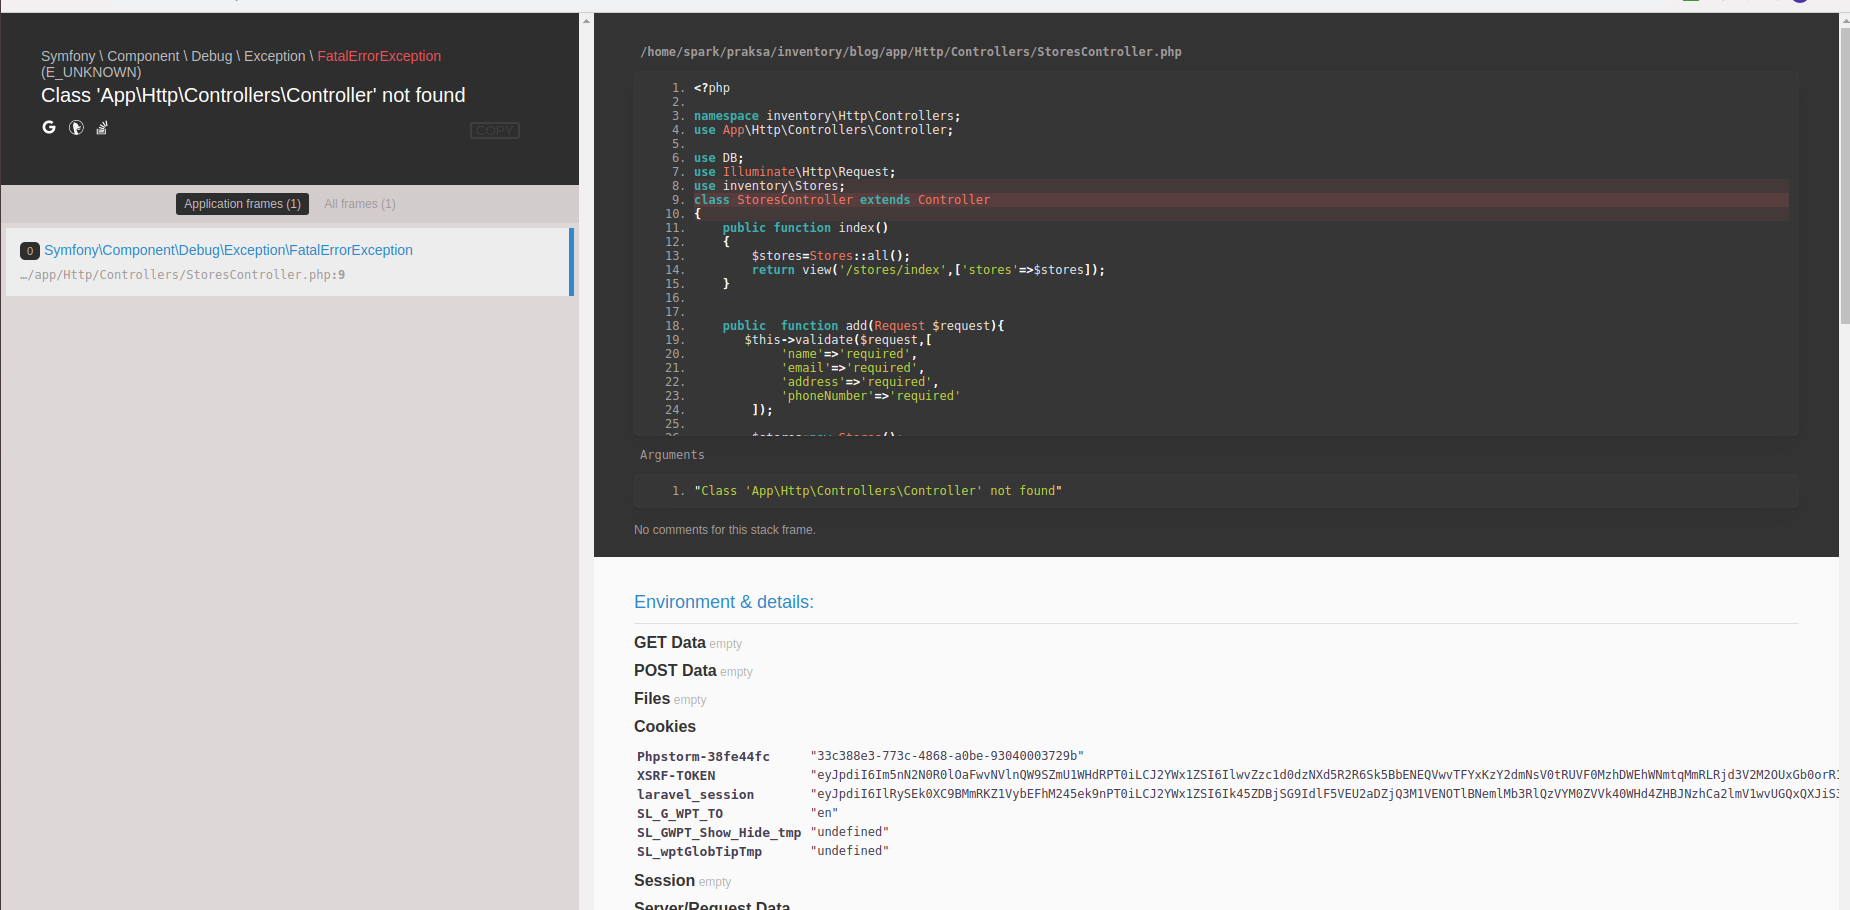 Symfony \ Component \ Debug \ Exception \ FatalErrorException
(E_UNKNOWN)
Class 'App\Http\Controllers\Controller' not found
COPY
Application frames (1)
All frames (1)
0 Symfony\Component\Debug\Exception\FatalErrorException
…/app/Http/Controllers/StoresController.php:9
/home/spark/praksa/inventory/blog/app/Http/Controllers/StoresController.php
1. <?php
2.
3. namespace inventory\Http\Controllers;
4. use App\Http\Controllers\Controller;
5.
6. use DB;
7. use Illuminate\Http\Request;
8. use inventory\Stores;
9. class StoresController extends Controller
10. {
11.     public function index()
12.     {
13.         $stores=Stores::all();
14.         return view('/stores/index',['stores'=>$stores]);
15.     }
16.
17.
18.     public  function add(Request $request){
19.        $this->validate($request,[
20.             'name'=>'required',
21.             'email'=>'required',
22.             'address'=>'required',
23.             'phoneNumber'=>'required'
24.         ]);
25.
Arguments
1. "Class 'App\Http\Controllers\Controller' not found"
No comments for this stack frame.
Environment & details:
GET Data empty
POST Data empty
Files empty
Cookies
Phpstorm-38fe44fc "33c388e3-773c-4868-a0be-93040003729b"
XSRF-TOKEN
laravel_session
SL_G_WPT_TO "en"
SL_GWPT_Show_Hide_tmp "undefined"
SL_wptGlobTipTmp "undefined"
Session empty
Server/Request Data